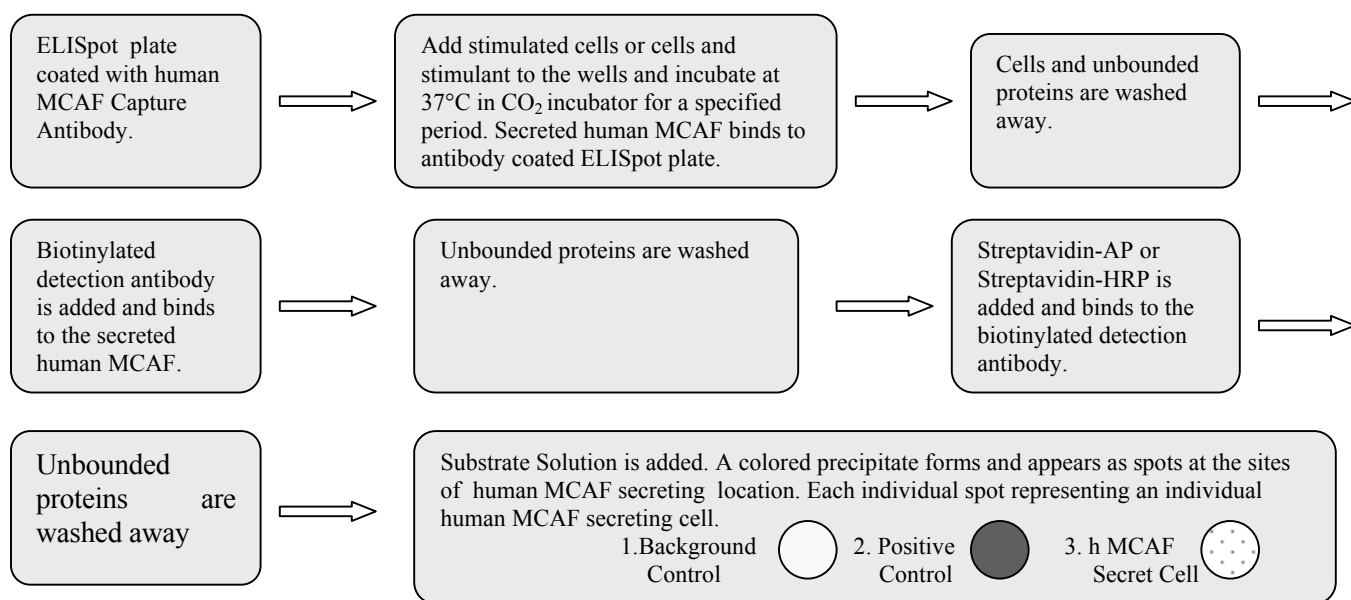 ELISpot plate
coated with human
MCAF Capture
Antibody.
Add stimulated cells or cells and
stimulant to the wells and incubate at
37°C in CO2 incubator for a specified
period. Secreted human MCAF binds to
antibody coated ELISpot plate.
Cells and unbounded
proteins are washed
away.
Biotinylated
detection antibody
is added and binds
to the secreted
human MCAF.
Unbounded proteins are washed
away.
Streptavidin-AP or
Streptavidin-HRP is
added and binds to the
biotinylated detection
antibody.
Unbounded
proteins are
washed away
Substrate Solution is added. A colored precipitate forms and appears as spots at the sites
of human MCAF secreting location. Each individual spot representing an individual
human MCAF secreting cell.
1.Background
Control
2. Positive
Control
3. h MCAF
Secret Cell